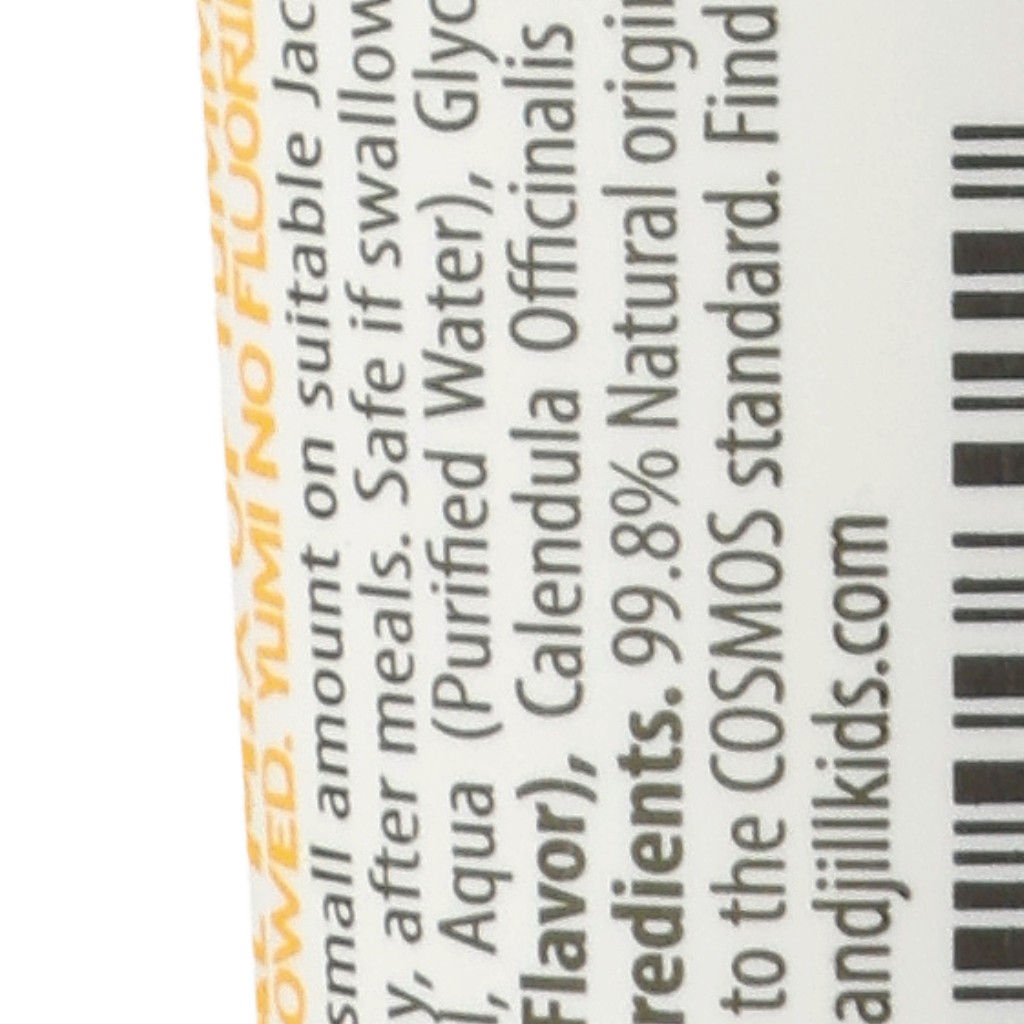 OWED. YUMI NO FLUORI
small amount on suitable Jac
y, after meals. Safe if swallow
, Aqua (Purified Water), Glyc
Flavor), Calendula Officinalis
redients. 99.8% Natural origi
to the COSMOS standard. Find
andjillkids.com